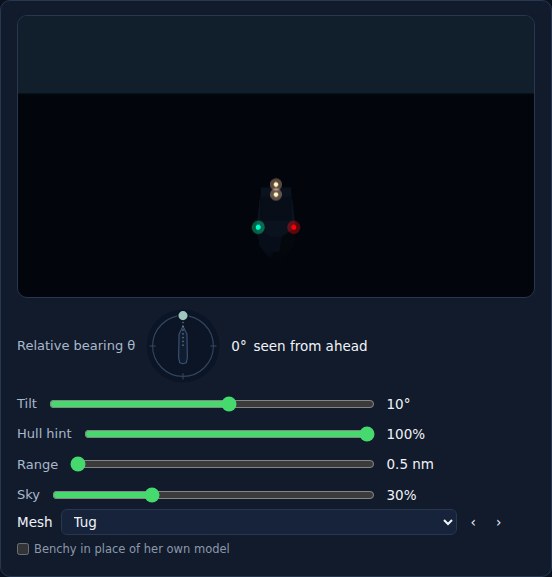 Relative bearing θ 0° seen from ahead
Tilt 10°
Hull hint 100%
Range 0.5 nm
Sky 30%
Mesh Tug ‹ ›
Benchy in place of her own model